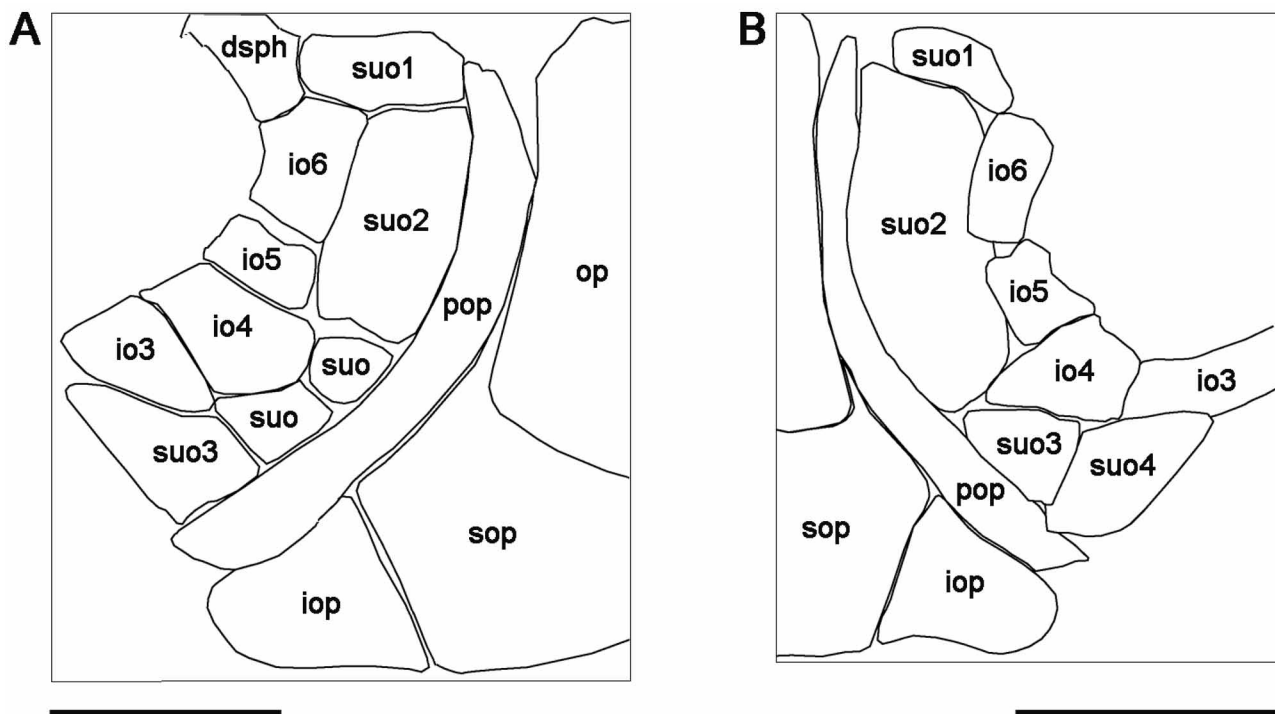 A
dsph
suo1
io6
suo2
io5
op
pop
io4
io3
suo
suo
suo3
sop
iop
B
suo1
io6
suo2
io5
io4
io3
suo3
suo4
pop
sop
iop